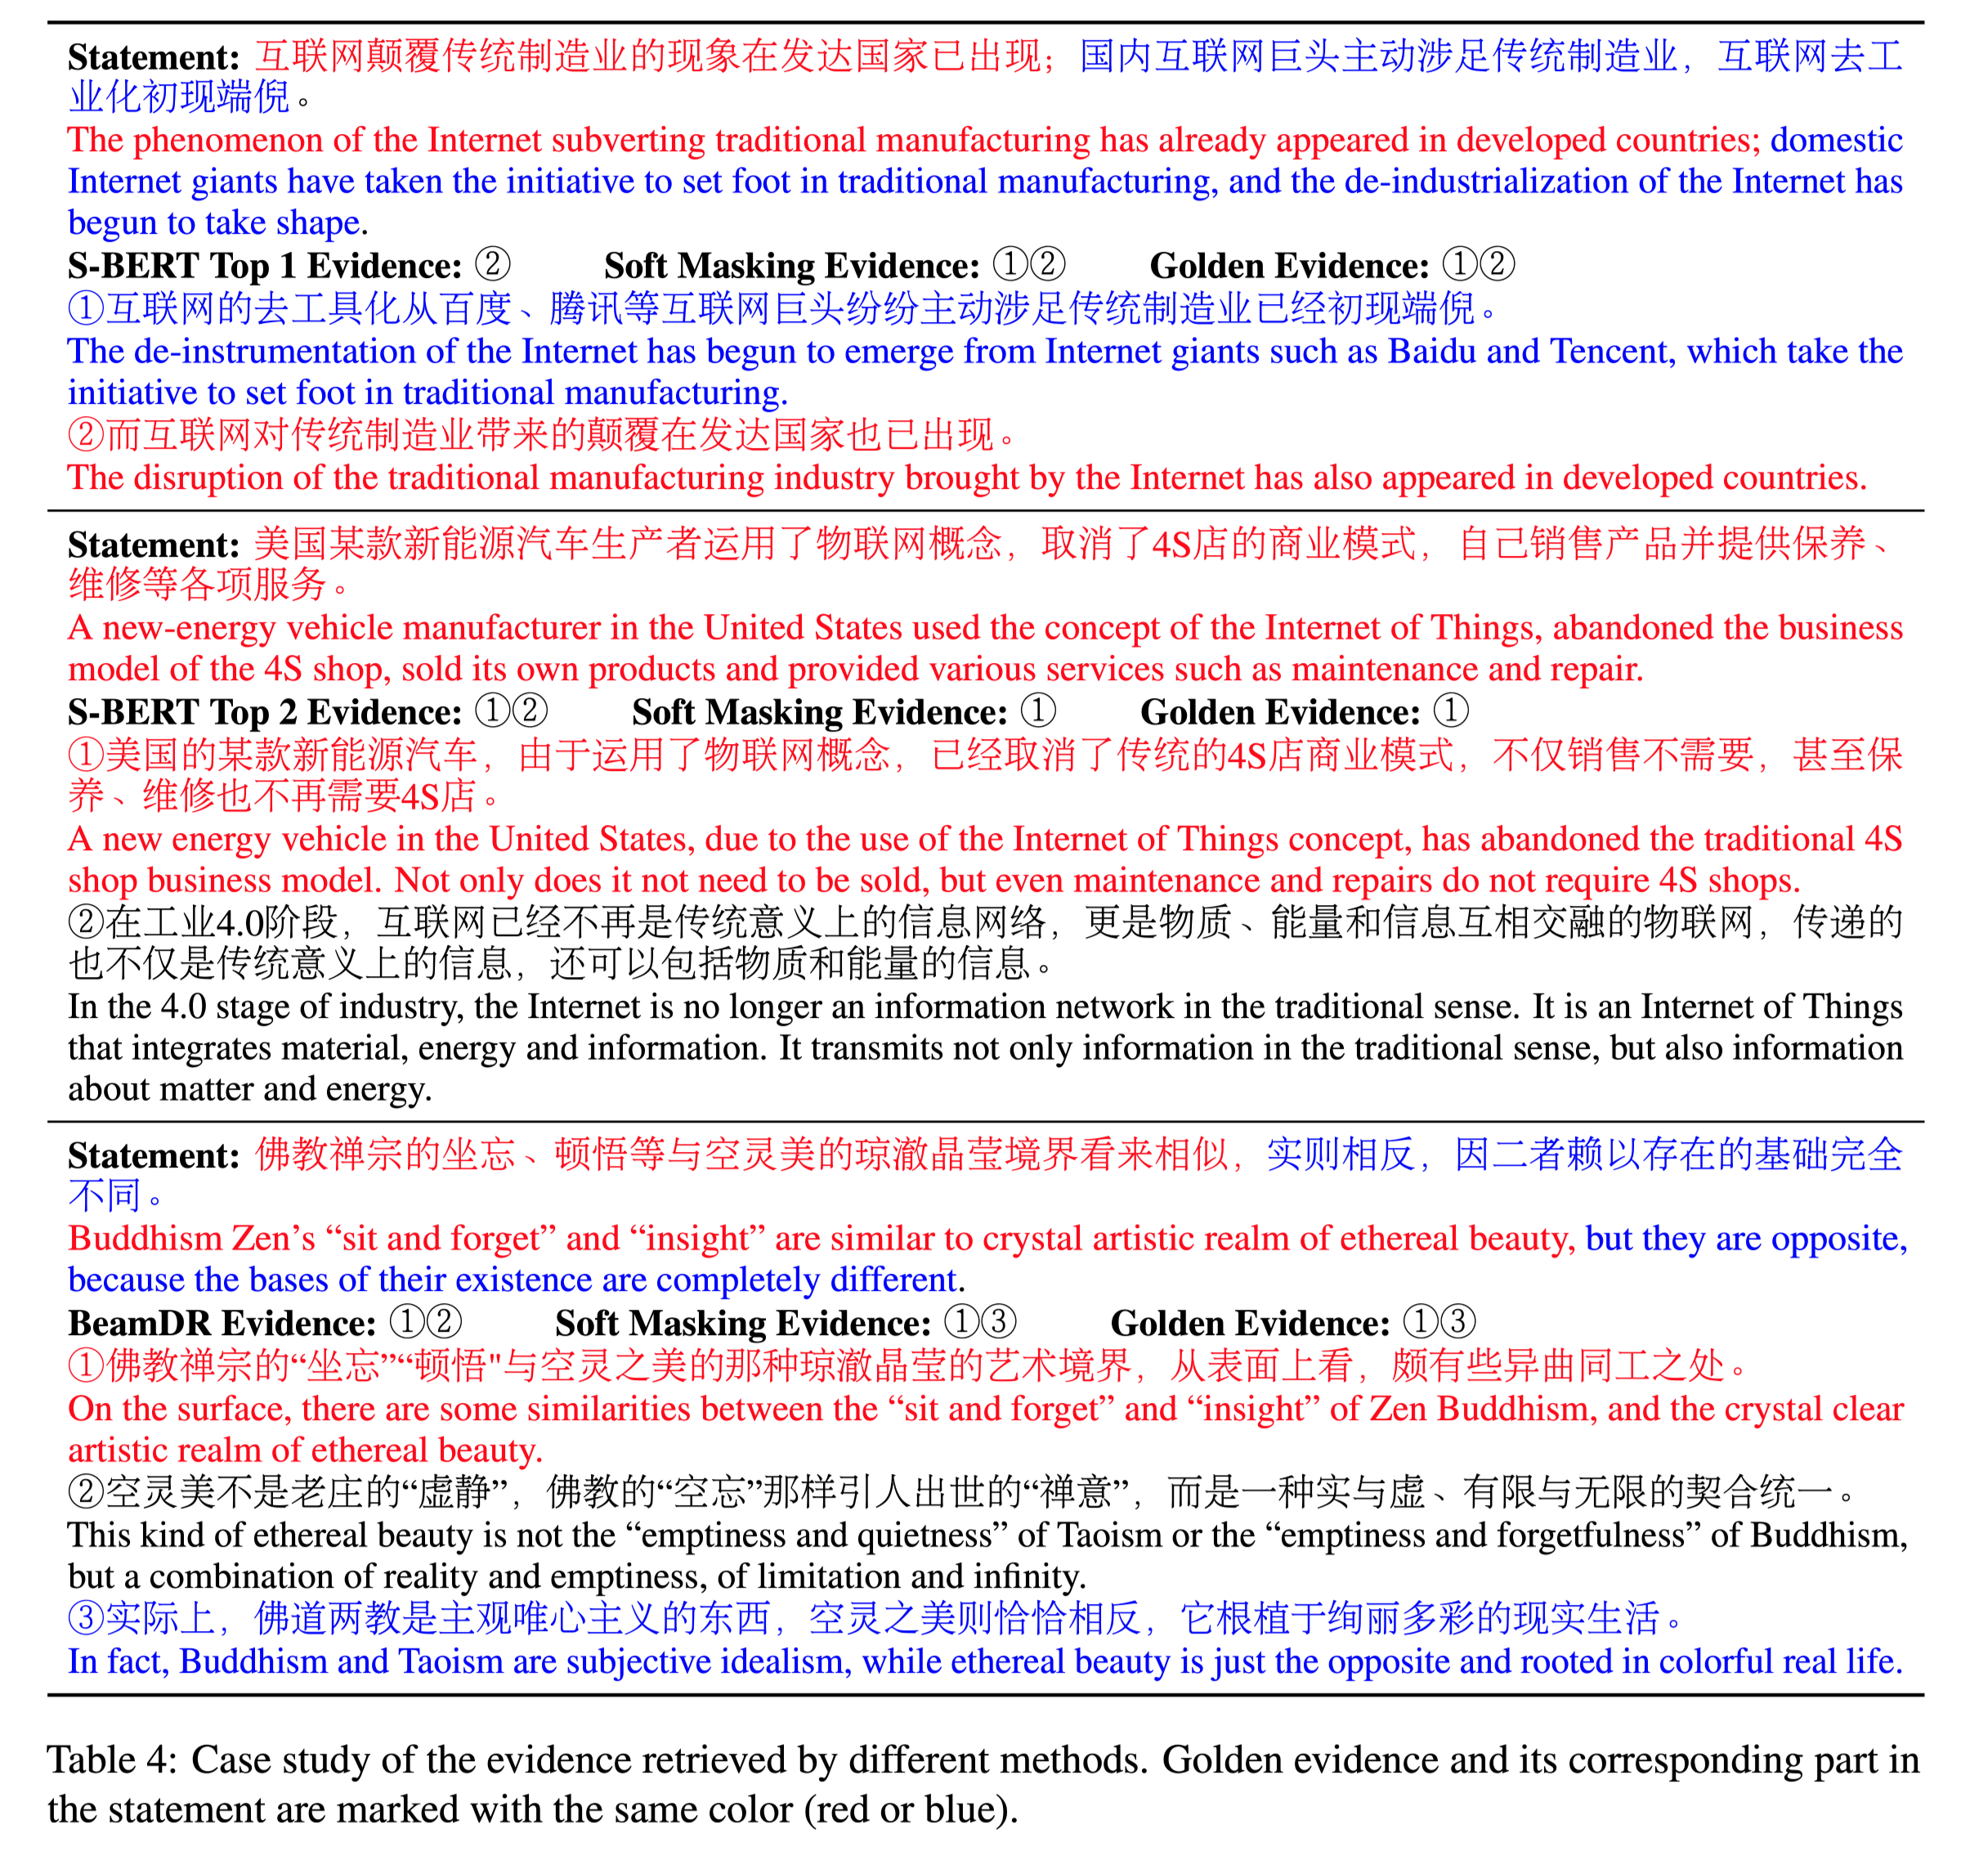 Statement: 互联网颠覆传统制造业的现象在发达国家已出现；国内互联网巨头主动涉足传统制造业，互联网去工
业化初现端倪。
The phenomenon of the Internet subverting traditional manufacturing has already appeared in developed countries; domestic
Internet giants have taken the initiative to set foot in traditional manufacturing, and the de-industrialization of the Internet has
begun to take shape.
S-BERT Top 1 Evidence: ② Soft Masking Evidence: ①② Golden Evidence: ①②
①互联网的去工具化从百度、腾讯等互联网巨头纷纷主动涉足传统制造业已经初现端倪。
The de-instrumentation of the Internet has begun to emerge from Internet giants such as Baidu and Tencent, which take the
initiative to set foot in traditional manufacturing.
②而互联网对传统制造业带来的颠覆在发达国家也已出现。
The disruption of the traditional manufacturing industry brought by the Internet has also appeared in developed countries.
Statement: 美国某款新能源汽车生产者运用了物联网概念，取消了4S店的商业模式，自己销售产品并提供保养、
维修等各项服务。
A new-energy vehicle manufacturer in the United States used the concept of the Internet of Things, abandoned the business
model of the 4S shop, sold its own products and provided various services such as maintenance and repair.
S-BERT Top 2 Evidence: ①② Soft Masking Evidence: ① Golden Evidence: ①
①美国的某款新能源汽车，由于运用了物联网概念，已经取消了传统的4S店商业模式，不仅销售不需要，甚至保
养、维修也不再需要4S店。
A new energy vehicle in the United States, due to the use of the Internet of Things concept, has abandoned the traditional 4S
shop business model. Not only does it not need to be sold, but even maintenance and repairs do not require 4S shops.
②在工业4.0阶段，互联网已经不再是传统意义上的信息网络，更是物质、能量和信息互相交融的物联网，传递的
也不仅是传统意义上的信息，还可以包括物质和能量的信息。
In the 4.0 stage of industry, the Internet is no longer an information network in the traditional sense. It is an Internet of Things
that integrates material, energy and information. It transmits not only information in the traditional sense, but also information
about matter and energy.
Statement: 佛教禅宗的坐忘、顿悟等与空灵美的琼澈晶莹境界看来相似，实则相反，因二者赖以存在的基础完全
不同。
Buddhism Zen’s “sit and forget” and “insight” are similar to crystal artistic realm of ethereal beauty, but they are opposite,
because the bases of their existence are completely different.
BeamDR Evidence: ①② Soft Masking Evidence: ①③ Golden Evidence: ①③
①佛教禅宗的“坐忘”“顿悟"与空灵之美的那种琼澈晶莹的艺术境界，从表面上看，颇有些异曲同工之处。
On the surface, there are some similarities between the “sit and forget” and “insight” of Zen Buddhism, and the crystal clear
artistic realm of ethereal beauty.
②空灵美不是老庄的“虚静”，佛教的“空忘”那样引人出世的“禅意”，而是一种实与虚、有限与无限的契合统一。
This kind of ethereal beauty is not the “emptiness and quietness” of Taoism or the “emptiness and forgetfulness” of Buddhism,
but a combination of reality and emptiness, of limitation and infinity.
③实际上，佛道两教是主观唯心主义的东西，空灵之美则恰恰相反，它根植于绚丽多彩的现实生活。
In fact, Buddhism and Taoism are subjective idealism, while ethereal beauty is just the opposite and rooted in colorful real life.
Table 4: Case study of the evidence retrieved by different methods. Golden evidence and its corresponding part in
the statement are marked with the same color (red or blue).